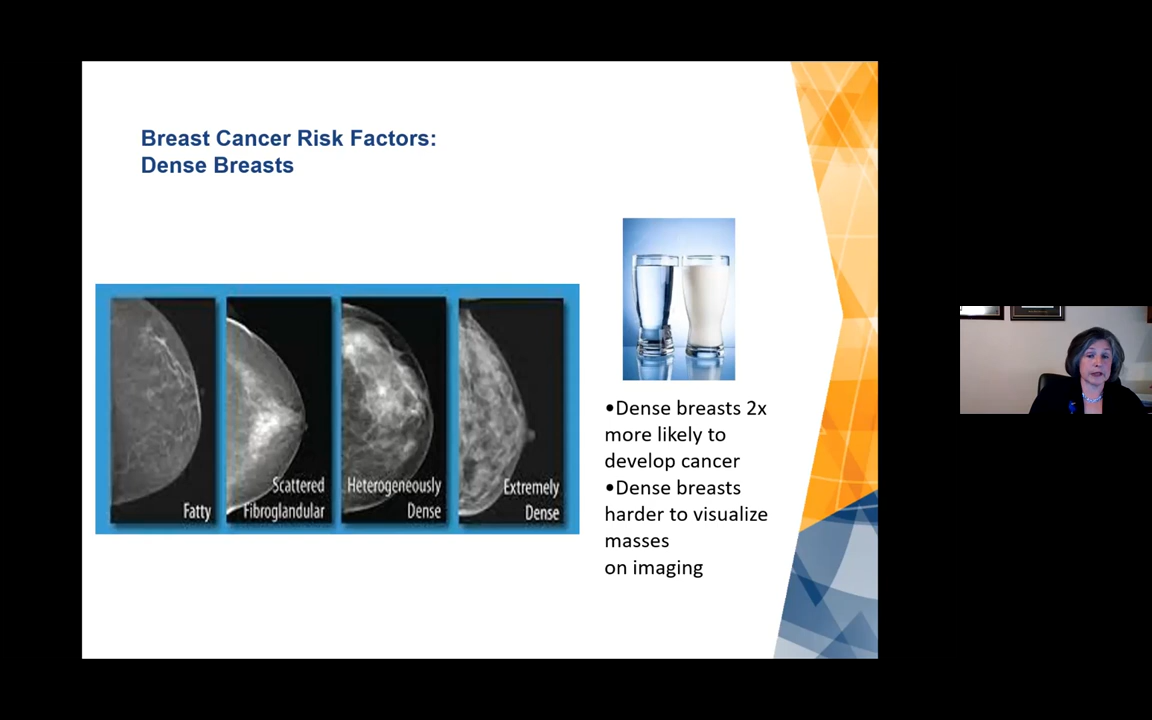 Breast Cancer Risk Factors:
Dense Breasts
Fatty
Scattered
Fibroglandular
Heterogeneously
Dense
Extremely
Dense
•Dense breasts 2x
more likely to
develop cancer
•Dense breasts
harder to visualize
masses
on imaging